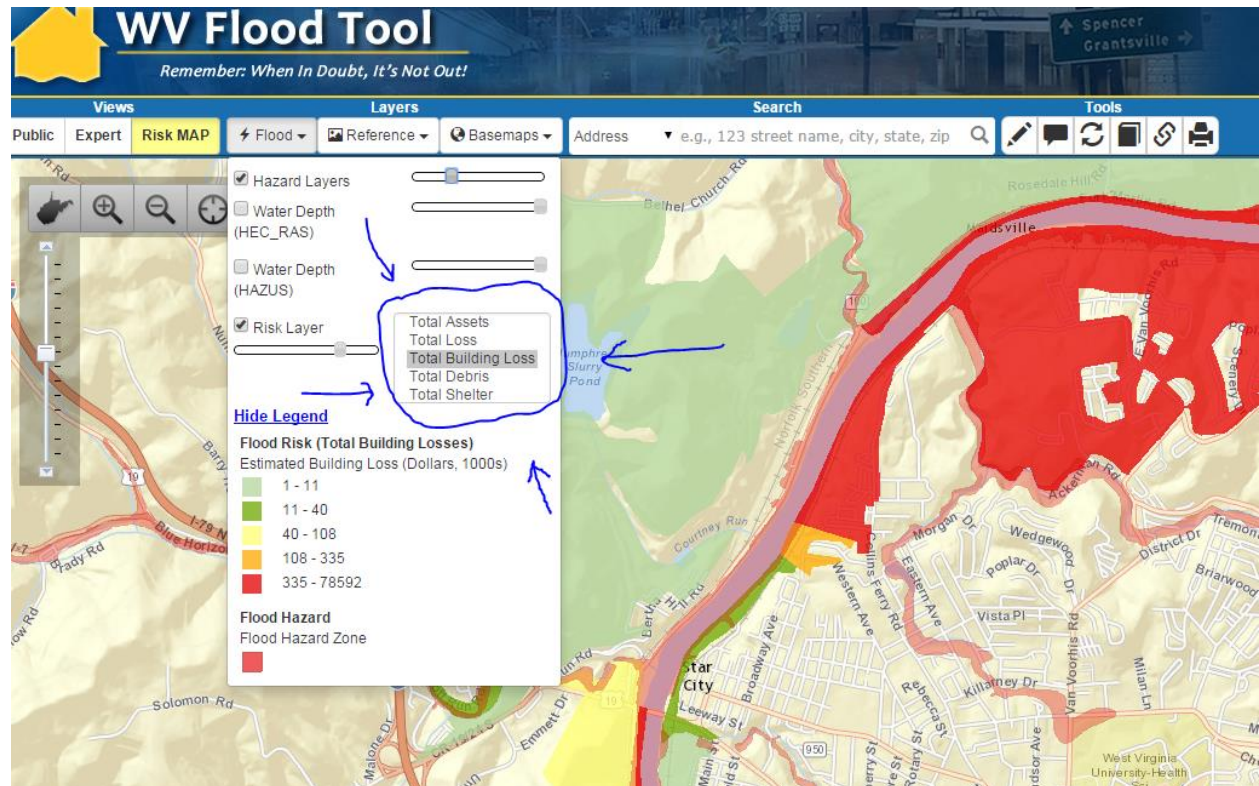 WV Flood Tool
Remember: When In Doubt, It's Not Out!
Spencer
Grantsville
Views
Layers
Search
Tools
Public
Expert
Risk MAP
Flood
Reference
Basemaps
Address
e.g., 123 street name, city, state, zip
Hazard Layers
Water Depth
(HEC_RAS)
Water Depth
(HAZUS)
Risk Layer
Total Assets
Total Loss
Total Building Loss
Total Debris
Total Shelter
Hide Legend
Flood Risk (Total Building Losses)
Estimated Building Loss (Dollars, 1000s)
1 - 11
11 - 40
40 - 108
108 - 335
335 - 78592
Flood Hazard
Flood Hazard Zone
Bethel Church Rd
Rosedale Hill Rd
100
E Van Voorhis Rd
Scenery Dr
Slurry
Pond
Norfolk Southern
19
I-79 N
Blue Horizon
Brady Rd
Courtney Run
Ackerman Rd
Morgan Dr
Wedgewood Dr
District Dr
Poplar Dr
Briarwood
Collins Ferry Rd
Western Ave
Eastern Ave
Vista Pl
Van Voorhis Rd
Milan Ln
Star
City
Broadway Ave
Rebecca St
Killarney Dr
Solomon Rd
Malone Dr
Emmett Dr
19
Leeway St
950
Main St
Rotary St
West Virginia
University-Health